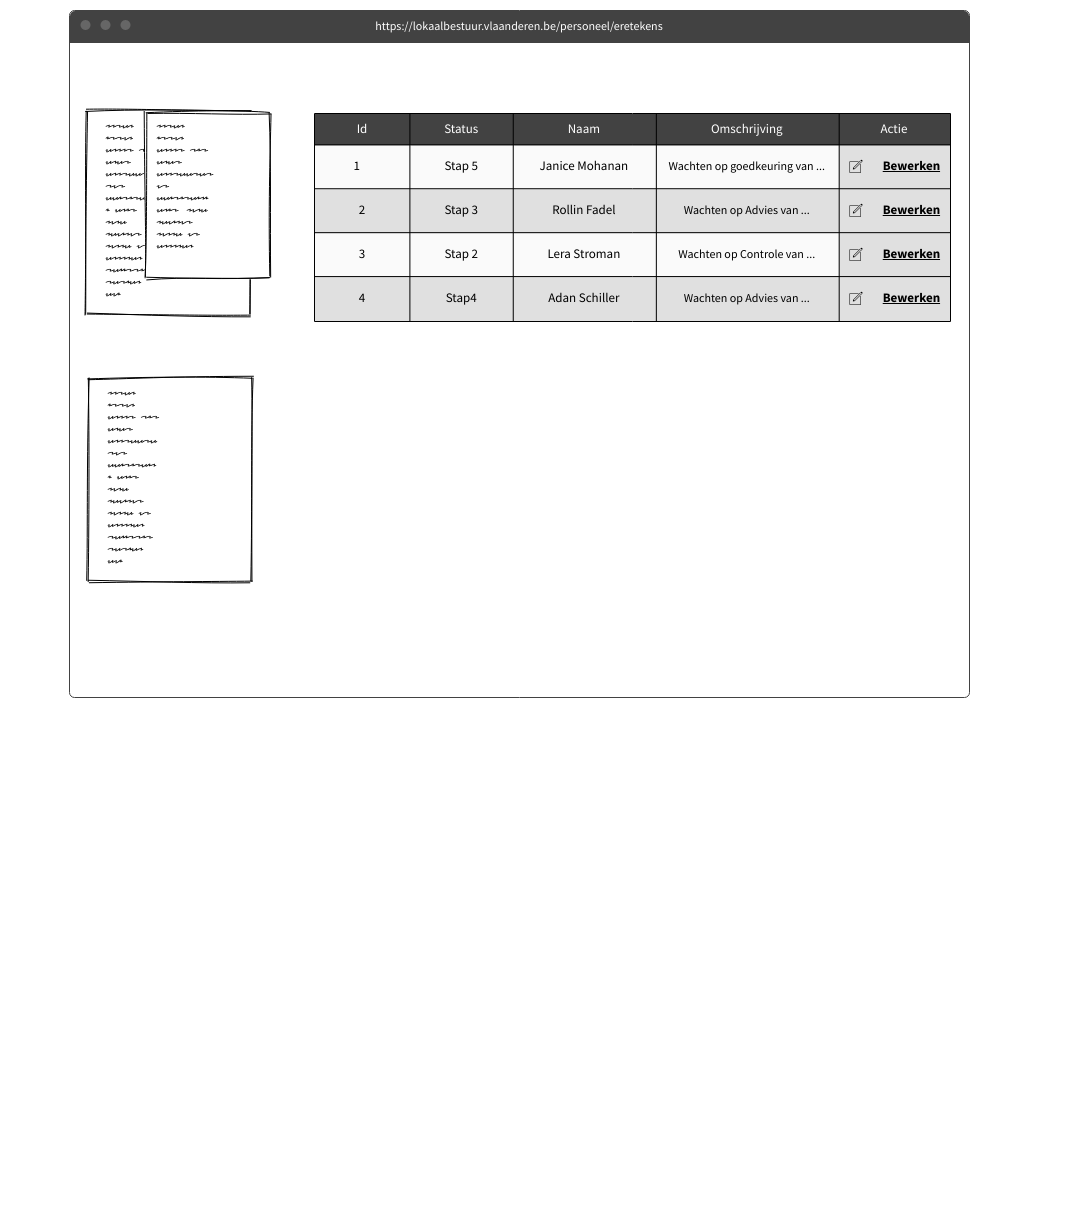 https://lokaalbestuur.vlaanderen.be/personeel/eretekens
Id Status Naam Omschrijving Actie
1 Stap 5 Janice Mohanan Wachten op goedkeuring van ... Bewerken
2 Stap 3 Rollin Fadel Wachten op Advies van ... Bewerken
3 Stap 2 Lera Stroman Wachten op Controle van ... Bewerken
4 Stap4 Adan Schiller Wachten op Advies van ... Bewerken